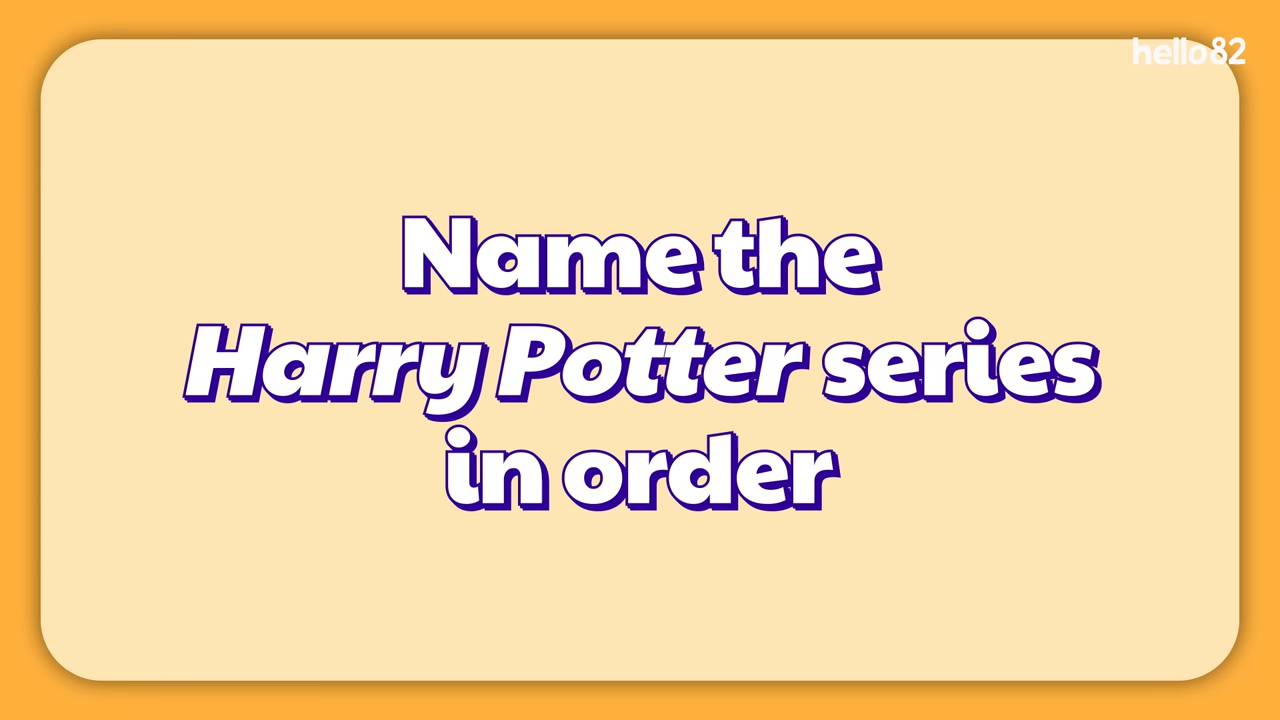 hello82
Name the
Harry Potter series
in order